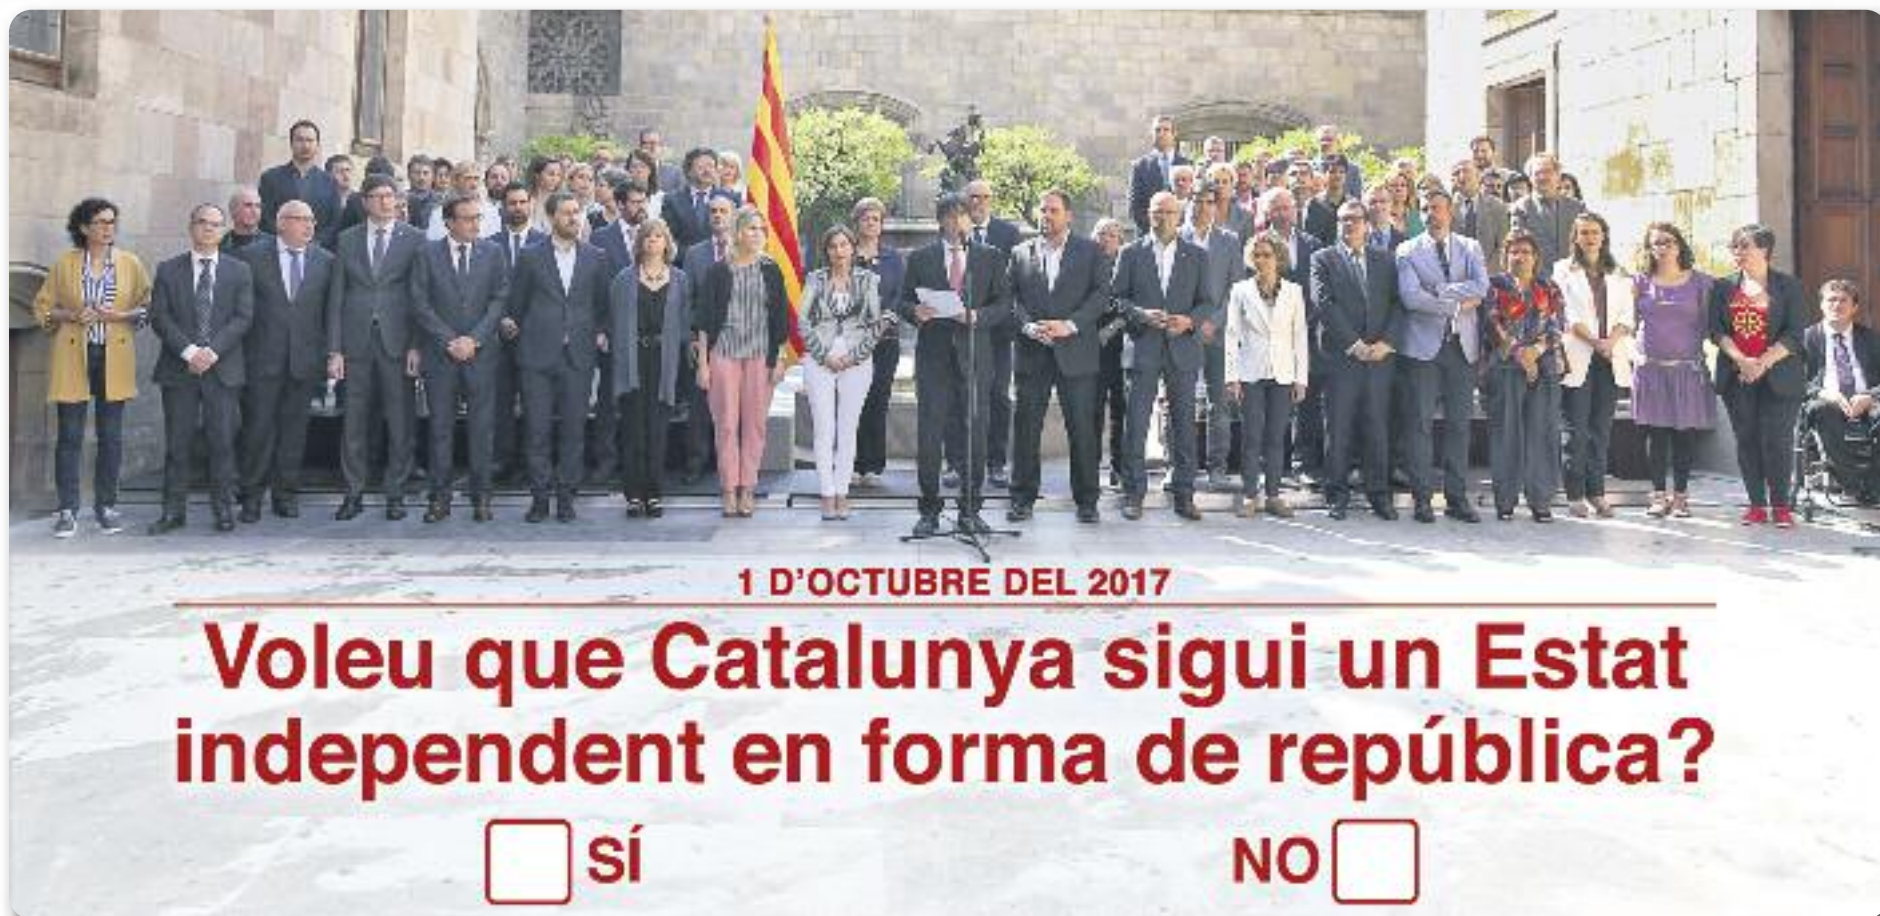 1 D'OCTUBRE DEL 2017
Voleu que Catalunya sigui un Estat
independent en forma de república?
SÍ NO